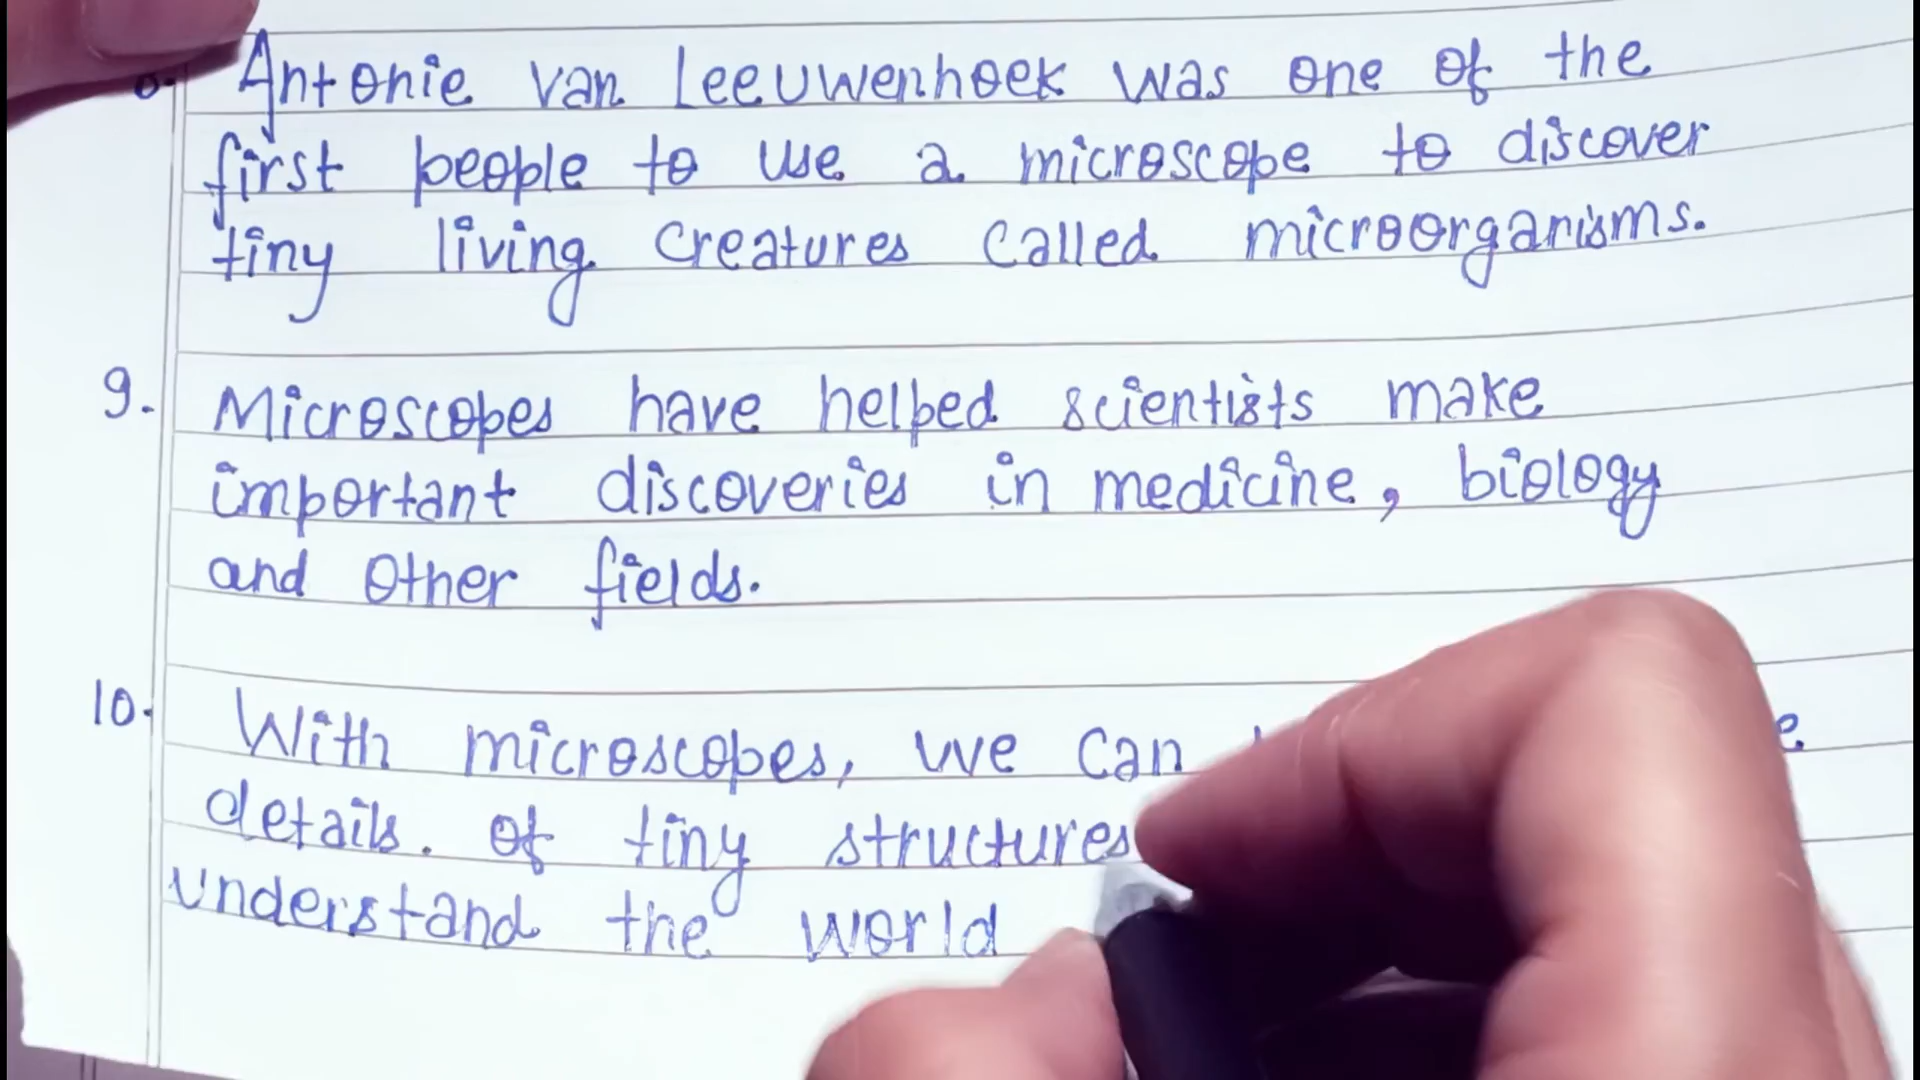 Antonie van Leeuwenhoek was one of the
first people to use a microscope to discover
tiny living creatures called microorganisms.
9. Microscopes have helped scientists make
important discoveries in medicine, biology
and other fields.
10. With microscopes, we can
details. of tiny structures
understand the world